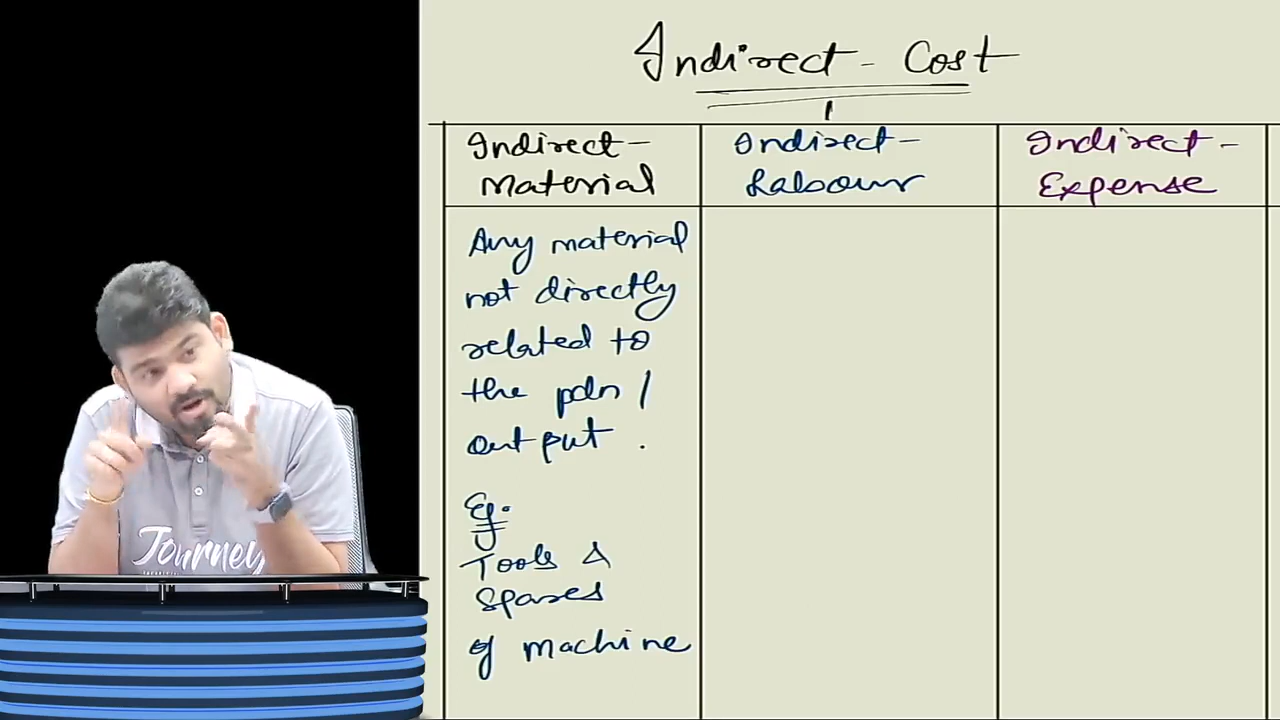 Indirect - Cost
Indirect -
Material
Indirect -
Labour
Indirect -
Expense
Any material
not directly
related to
the pdn /
output .
Eg.
Tools &
Spares
of machine
Journey